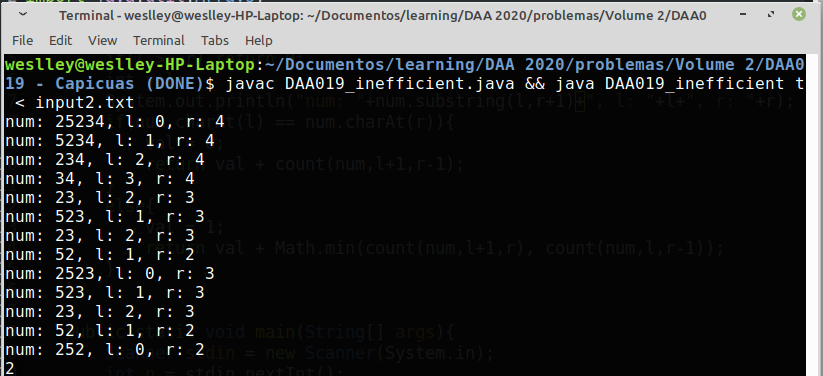 Terminal - weslley@weslley-HP-Laptop: ~/Documentos/learning/DAA 2020/problemas/Volume 2/DAA0
File Edit View Terminal Tabs Help
weslley@weslley-HP-Laptop:~/Documentos/learning/DAA 2020/problemas/Volume 2/DAA0
19 - Capicuas (DONE)$ javac DAA019_inefficient.java && java DAA019_inefficient t
< input2.txt
num: 25234, l: 0, r: 4
num: 5234, l: 1, r: 4
num: 234, l: 2, r: 4
num: 34, l: 3, r: 4
num: 23, l: 2, r: 3
num: 523, l: 1, r: 3
num: 23, l: 2, r: 3
num: 52, l: 1, r: 2
num: 2523, l: 0, r: 3
num: 523, l: 1, r: 3
num: 23, l: 2, r: 3
num: 52, l: 1, r: 2
num: 252, l: 0, r: 2
2